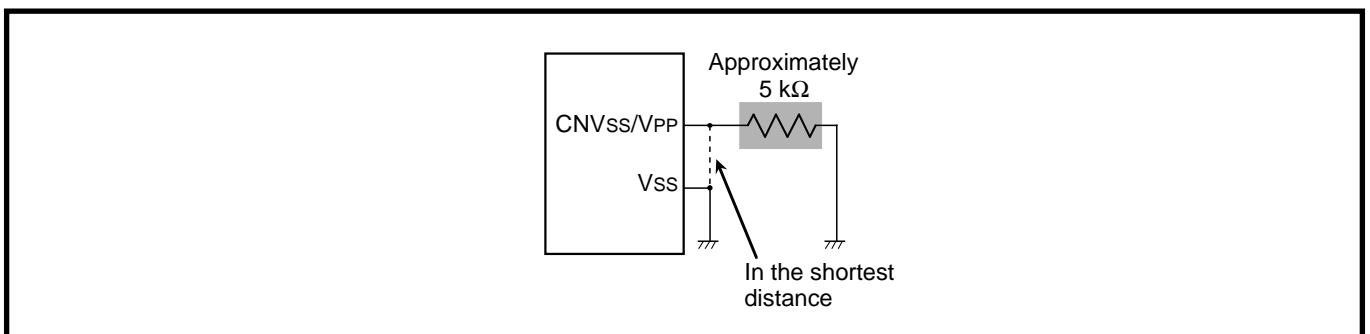 Approximately
5 kΩ
CNVSS/VPP
VSS
In the shortest
distance